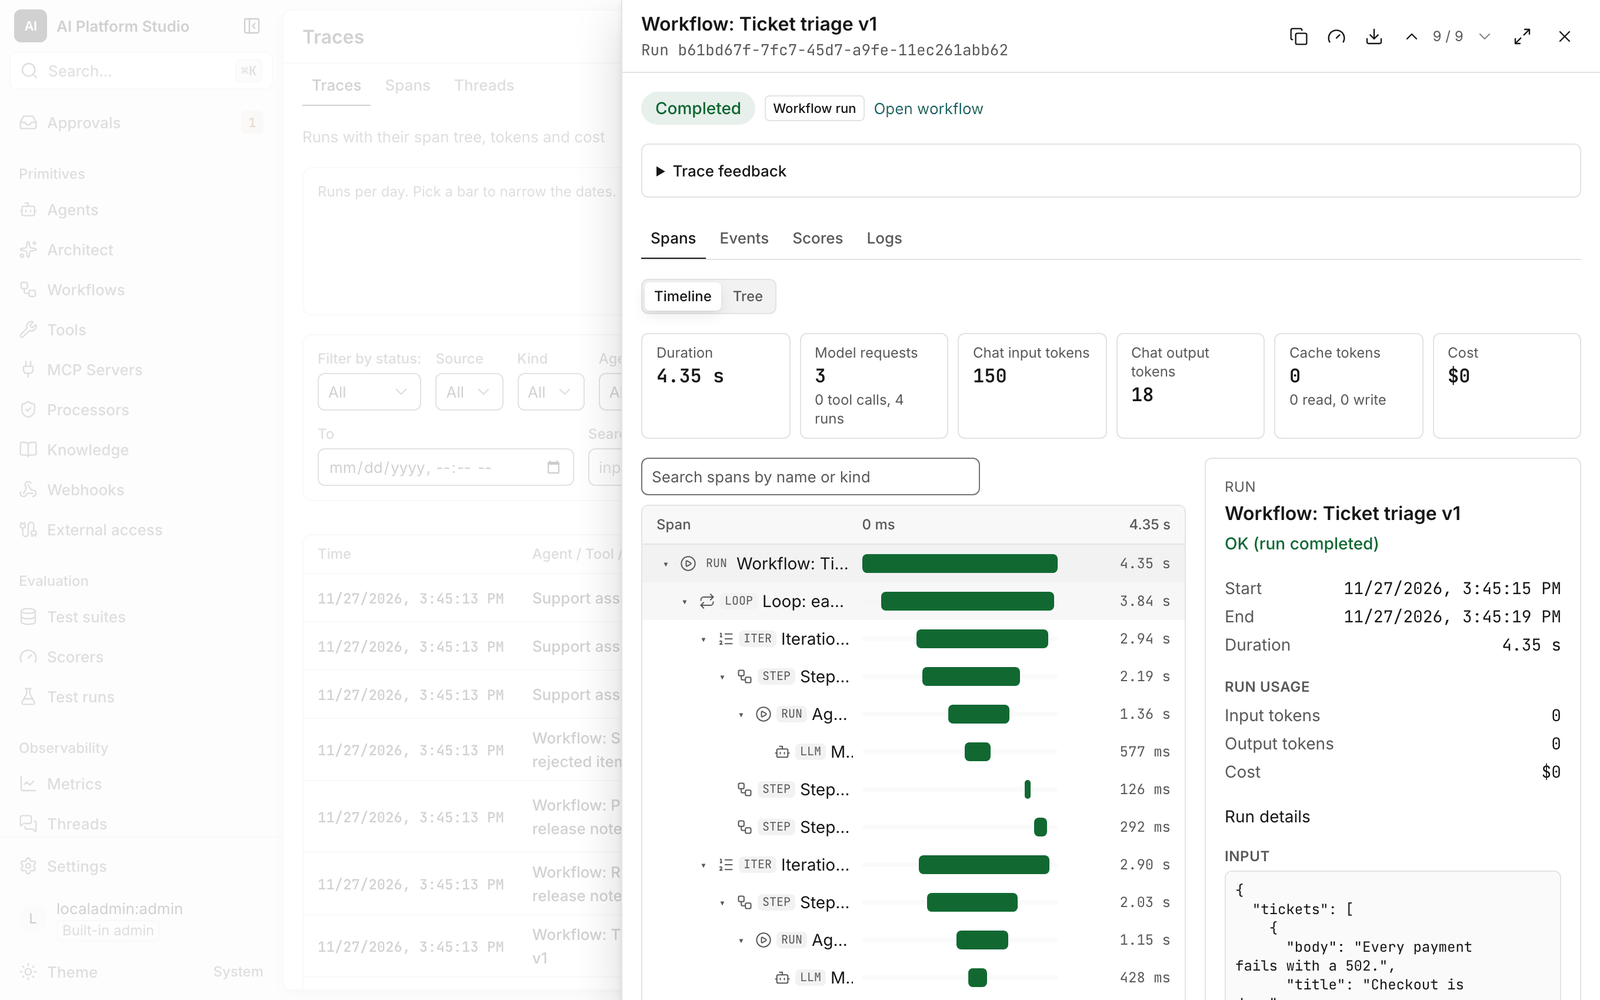 AI
AI Platform Studio
Search...
⌘K
Approvals
1
Primitives
Agents
Architect
Workflows
Tools
MCP Servers
Processors
Knowledge
Webhooks
External access
Evaluation
Test suites
Scorers
Test runs
Observability
Metrics
Threads
Settings
L
localadmin:admin
Built-in admin
Theme
System
Traces
Traces
Spans
Threads
Runs with their span tree, tokens and cost
Runs per day. Pick a bar to narrow the dates.
Filter by status:
Source
Kind
All
All
All
To
mm/dd/yyyy, --:-- --
Time
Agent / Tool /
11/27/2026, 3:45:13 PM
Support ass
11/27/2026, 3:45:13 PM
Support ass
11/27/2026, 3:45:13 PM
Support ass
11/27/2026, 3:45:13 PM
Workflow: S
rejected iten
11/27/2026, 3:45:13 PM
Workflow: P
release note
11/27/2026, 3:45:13 PM
Workflow: R
release note
11/27/2026, 3:45:13 PM
Workflow: T
v1
Workflow: Ticket triage v1
Run b61bd67f-7fc7-45d7-a9fe-11ec261abb62
9 / 9
Completed
Workflow run
Open workflow
Trace feedback
Spans
Events
Scores
Logs
Timeline
Tree
Duration
4.35 s
Model requests
3
0 tool calls, 4
runs
Chat input tokens
150
Chat output
tokens
18
Cache tokens
0
0 read, 0 write
Cost
$0
Search spans by name or kind
Span
0 ms
4.35 s
RUN Workflow: Ti... 4.35 s
LOOP Loop: ea... 3.84 s
ITER Iteratio... 2.94 s
STEP Step... 2.19 s
RUN Ag... 1.36 s
LLM M.. 577 ms
STEP Step... 126 ms
STEP Step... 292 ms
ITER Iteratio... 2.90 s
STEP Step... 2.03 s
RUN Ag... 1.15 s
LLM M.. 428 ms
RUN
Workflow: Ticket triage v1
OK (run completed)
Start 11/27/2026, 3:45:15 PM
End 11/27/2026, 3:45:19 PM
Duration 4.35 s
RUN USAGE
Input tokens 0
Output tokens 0
Cost $0
Run details
INPUT
{
"tickets": [
{
"body": "Every payment
fails with a 502.",
"title": "Checkout is